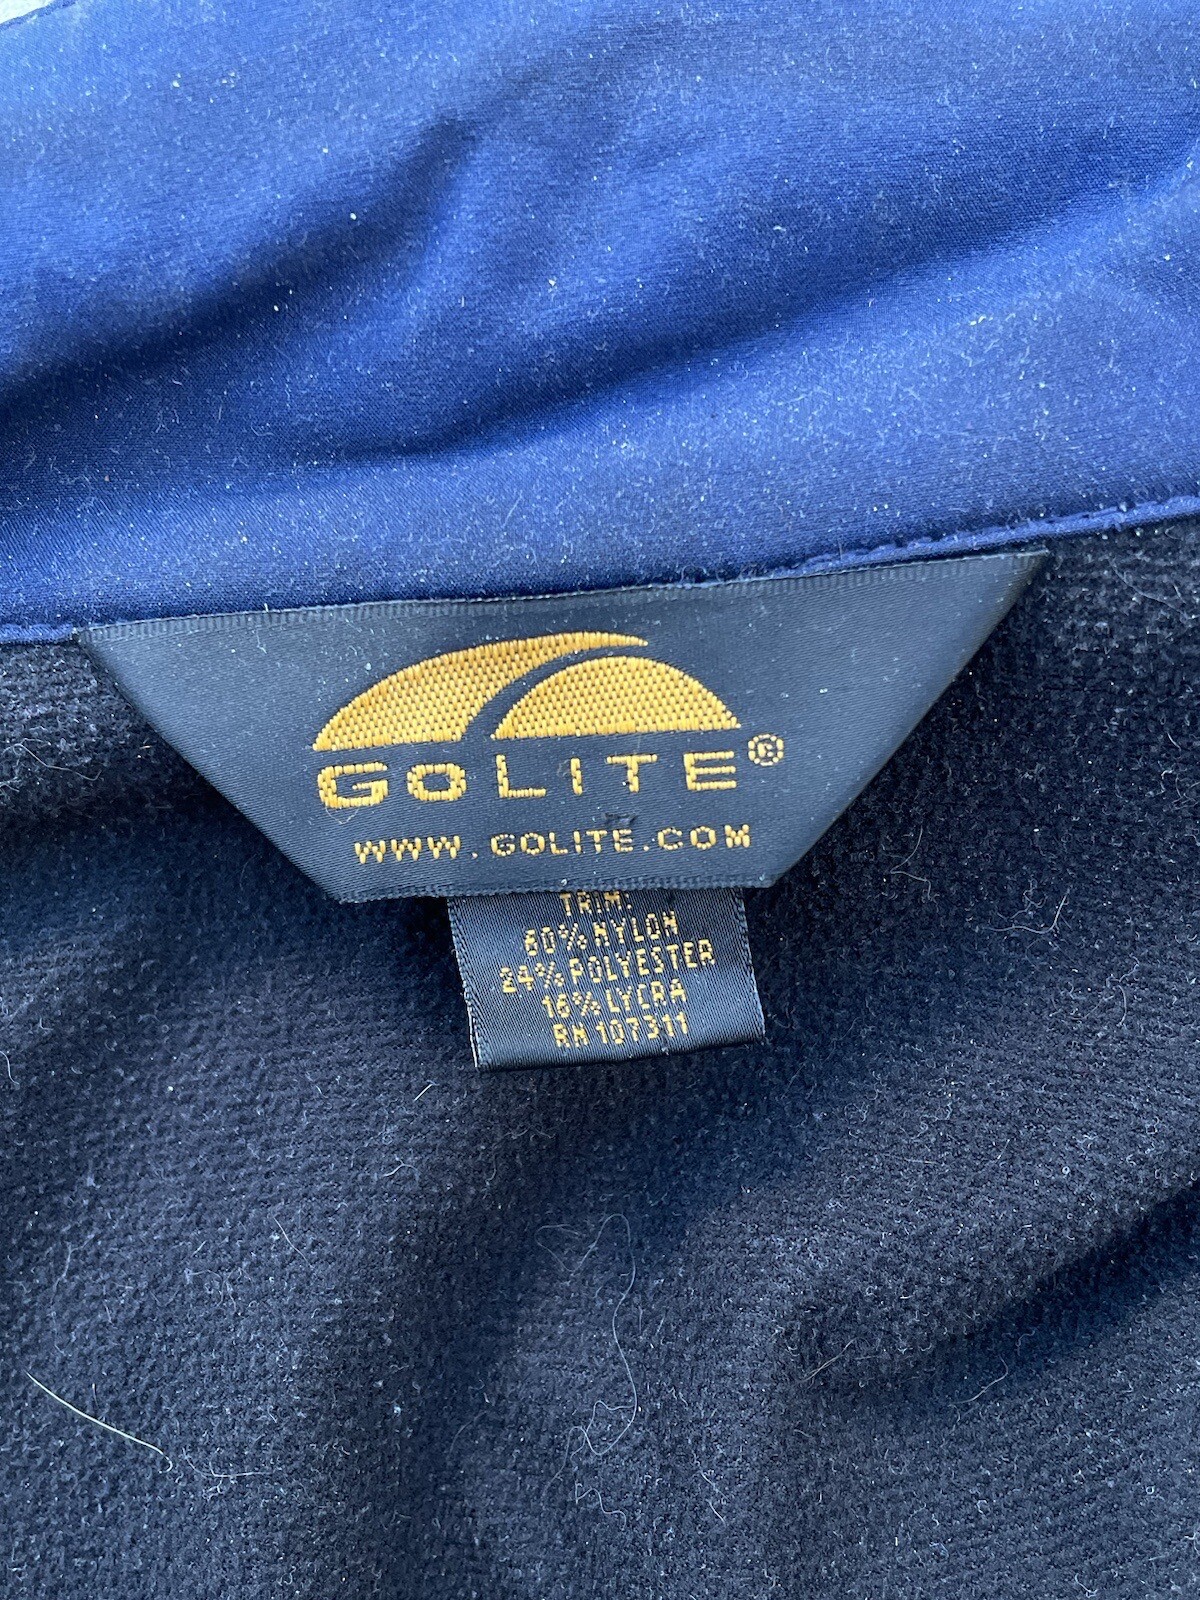 GOLITE®
WWW.GOLITE.COM
TRIM:
60% NYLON
24% POLYESTER
16% LYCRA
RN 107311